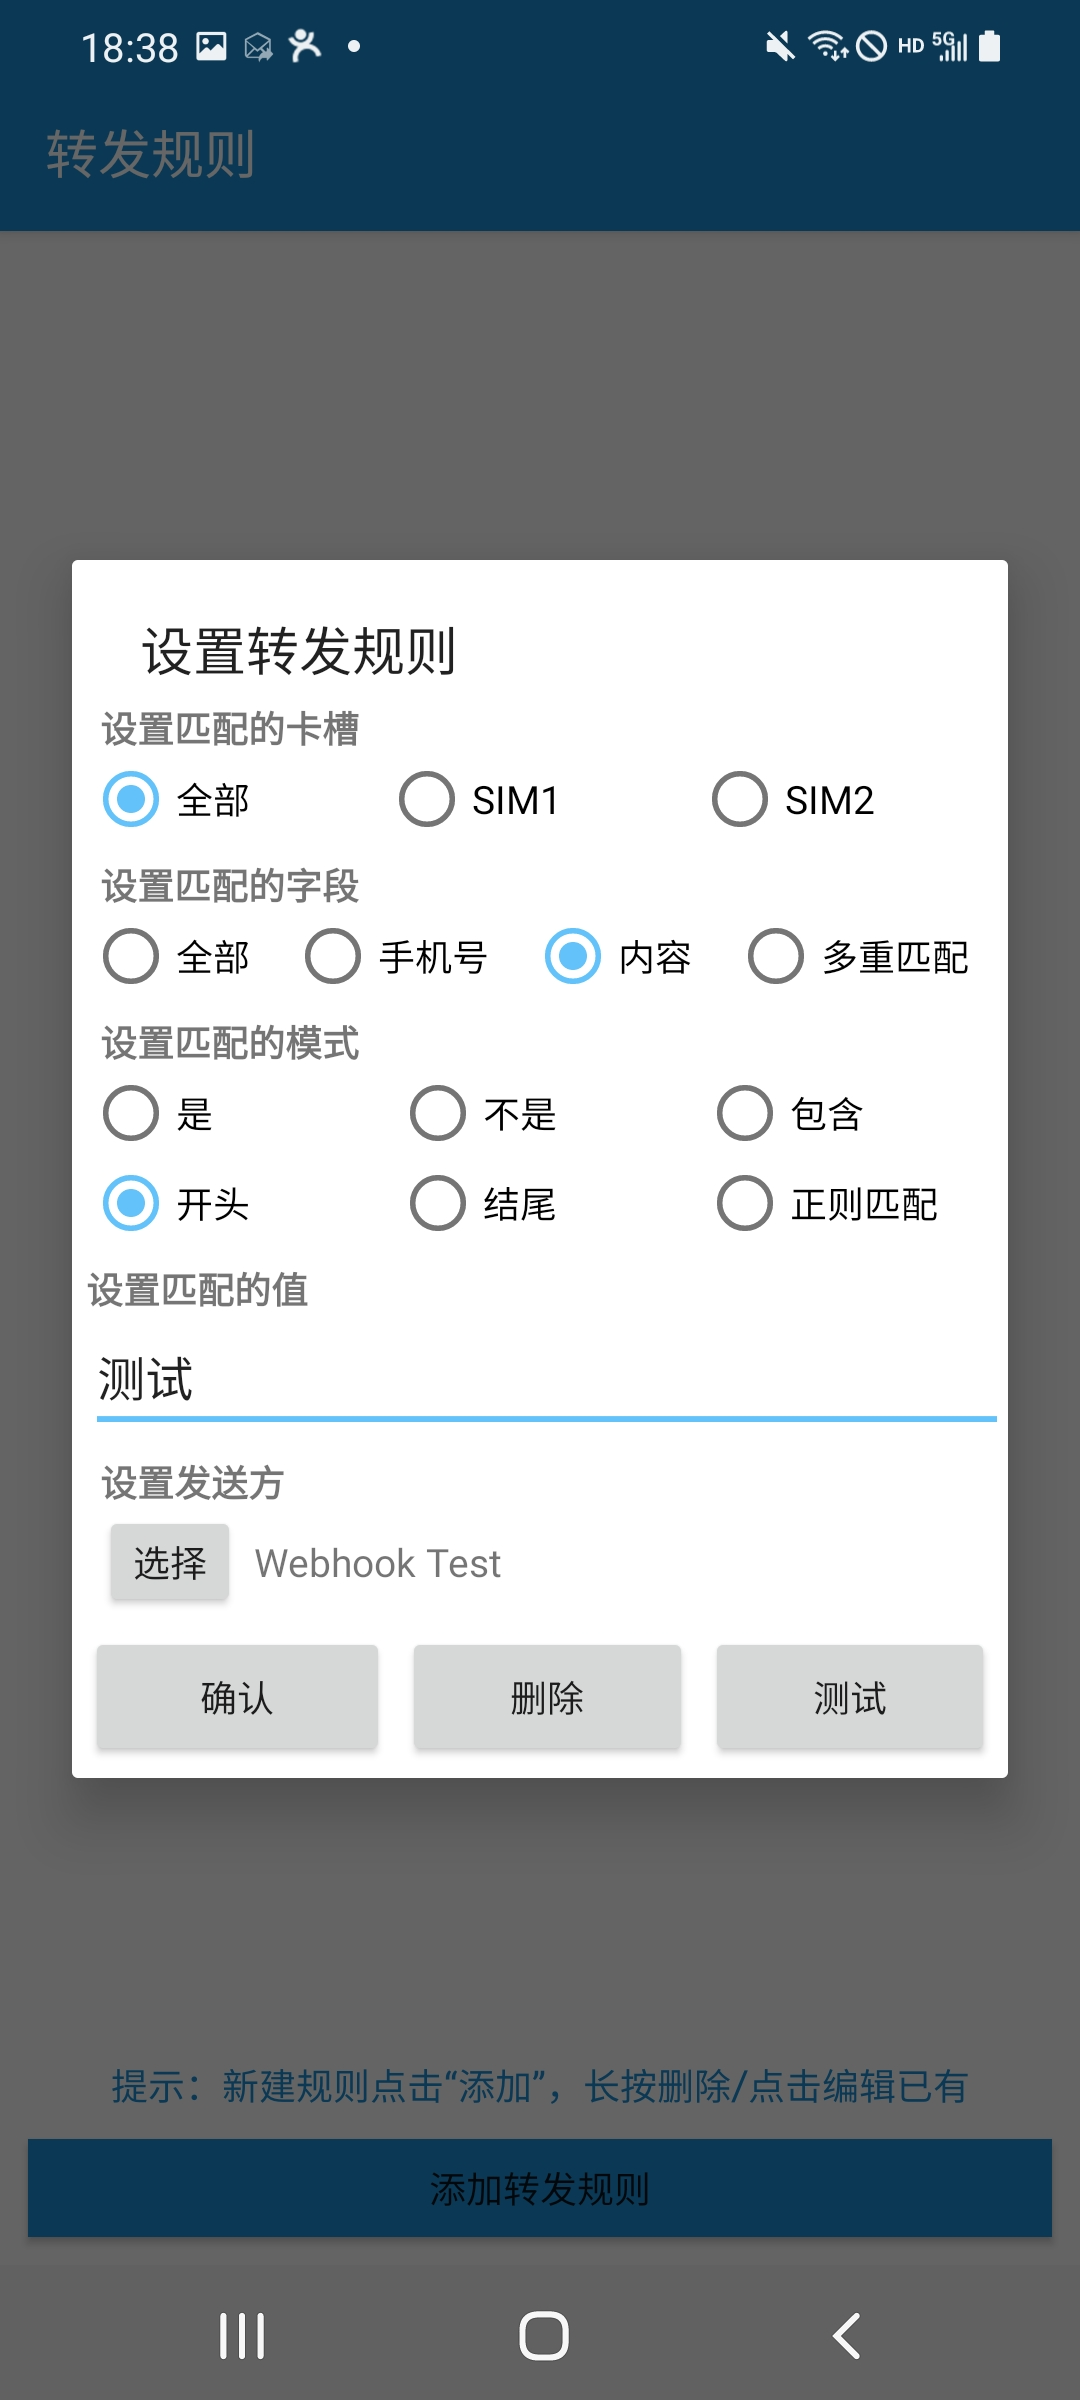 18:38 HD 5G
转发规则
设置转发规则
设置匹配的卡槽
全部 SIM1 SIM2
设置匹配的字段
全部 手机号 内容 多重匹配
设置匹配的模式
是 不是 包含
开头 结尾 正则匹配
设置匹配的值
测试
设置发送方
选择 Webhook Test
确认 删除 测试
提示：新建规则点击“添加”，长按删除/点击编辑已有
添加转发规则